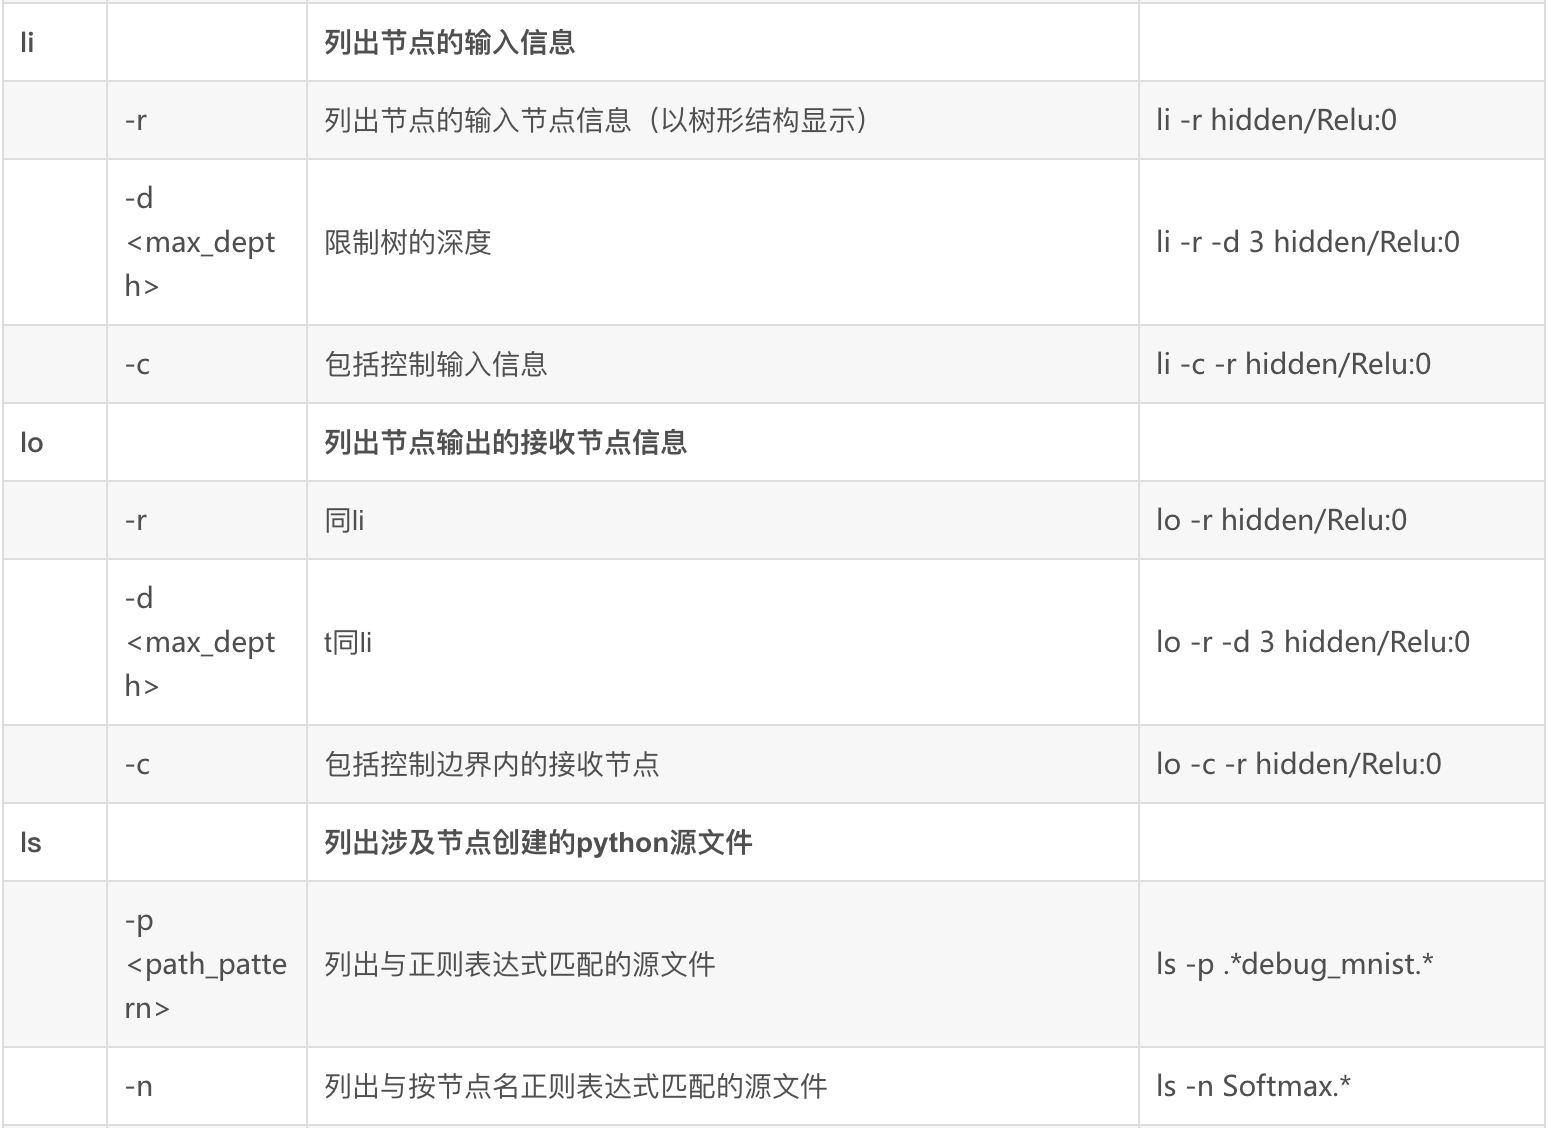 li 列出节点的输入信息
-r 列出节点的输入节点信息（以树形结构显示） li -r hidden/Relu:0
-d
<max_dept 限制树的深度 li -r -d 3 hidden/Relu:0
h>
-c 包括控制输入信息 li -c -r hidden/Relu:0
lo 列出节点输出的接收节点信息
-r 同li lo -r hidden/Relu:0
-d
<max_dept t同li lo -r -d 3 hidden/Relu:0
h>
-c 包括控制边界内的接收节点 lo -c -r hidden/Relu:0
ls 列出涉及节点创建的python源文件
-p
<path_patte 列出与正则表达式匹配的源文件 ls -p .*debug_mnist.*
rn>
-n 列出与按节点名正则表达式匹配的源文件 ls -n Softmax.*